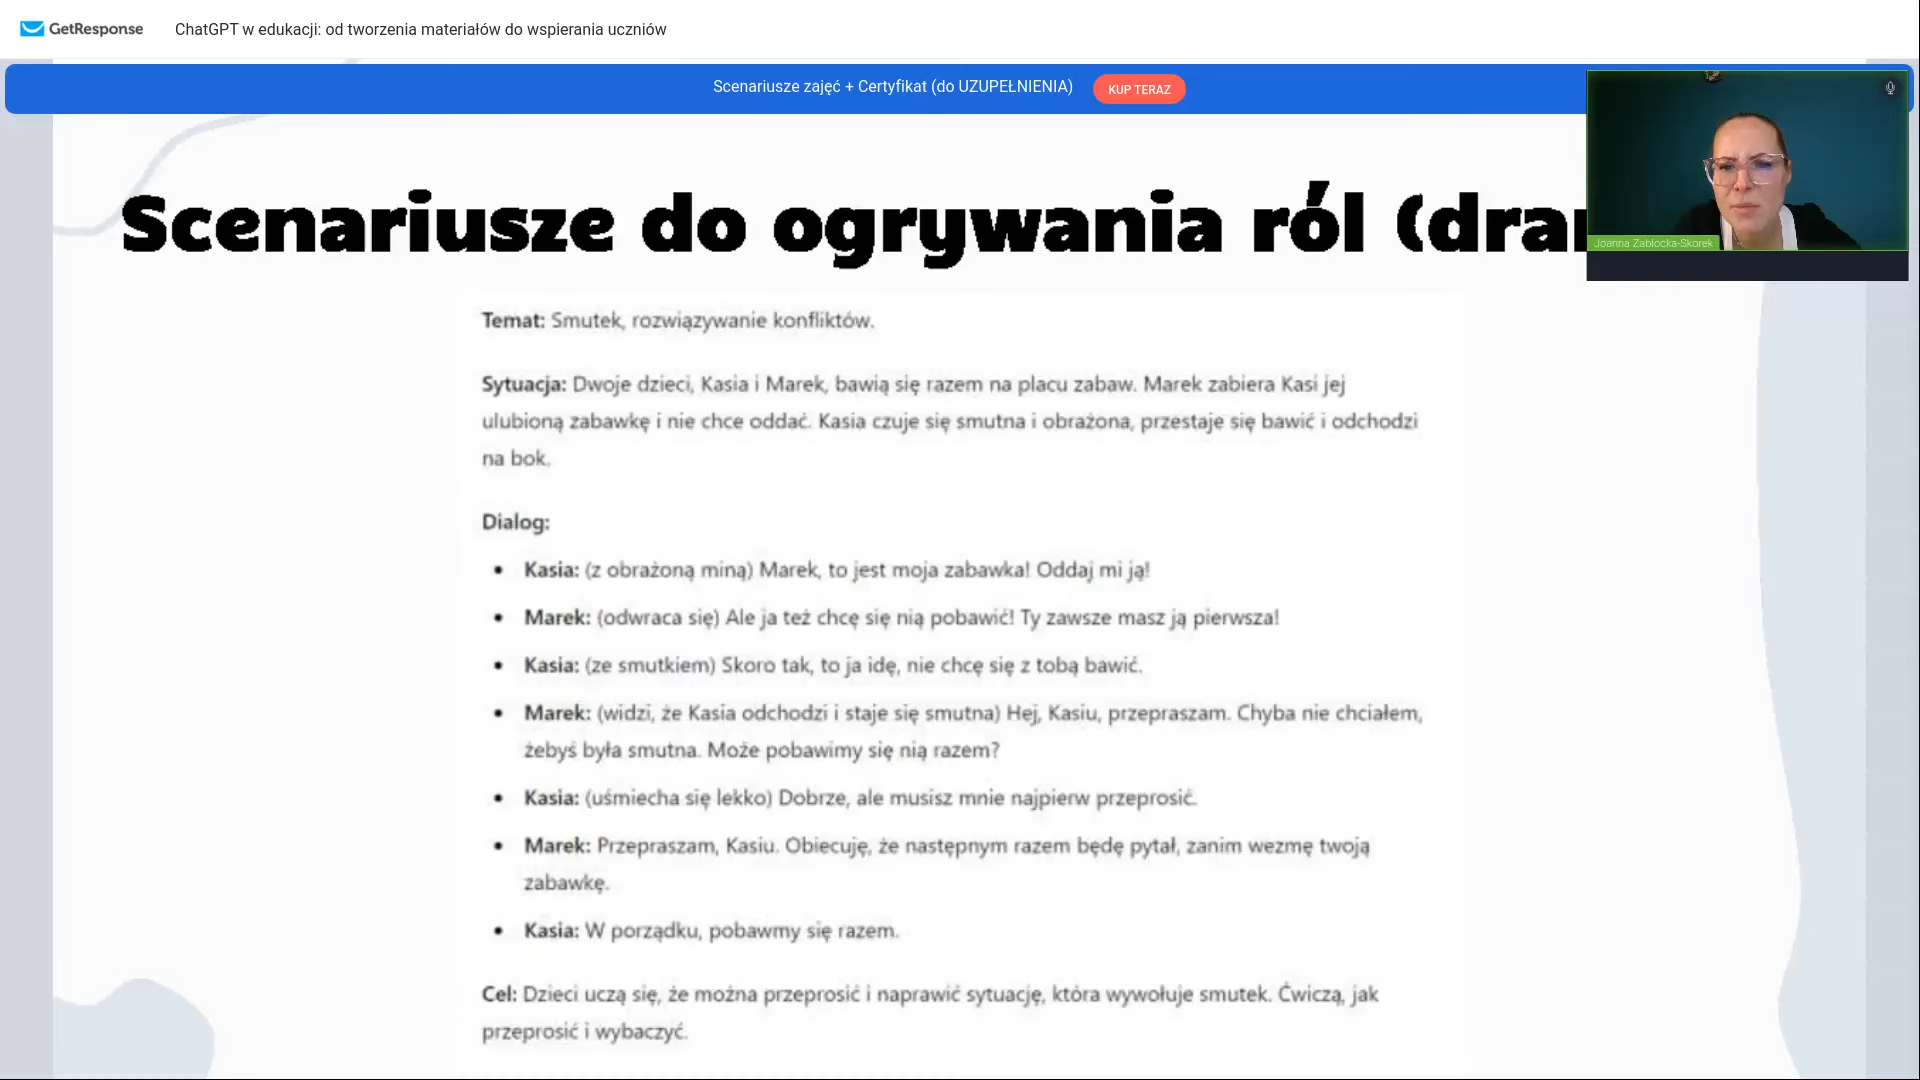 GetResponse
ChatGPT w edukacji: od tworzenia materiałów do wspierania uczniów
Scenariusze zajęć + Certyfikat (do UZUPEŁNIENIA)
KUP TERAZ
Joanna Zabłocka-Skorek
Scenariusze do ogrywania ról (dra
Temat: Smutek, rozwiązywanie konfliktów.
Sytuacja: Dwoje dzieci, Kasia i Marek, bawią się razem na placu zabaw. Marek zabiera Kasi jej
ulubioną zabawkę i nie chce oddać. Kasia czuje się smutna i obrażona, przestaje się bawić i odchodzi
na bok.
Dialog:
• Kasia: (z obrażoną miną) Marek, to jest moja zabawka! Oddaj mi ją!
• Marek: (odwraca się) Ale ja też chcę się nią pobawić! Ty zawsze masz ją pierwsza!
• Kasia: (ze smutkiem) Skoro tak, to ja idę, nie chcę się z tobą bawić.
• Marek: (widzi, że Kasia odchodzi i staje się smutna) Hej, Kasiu, przepraszam. Chyba nie chciałem,
żebyś była smutna. Może pobawimy się nią razem?
• Kasia: (uśmiecha się lekko) Dobrze, ale musisz mnie najpierw przeprosić.
• Marek: Przepraszam, Kasiu. Obiecuję, że następnym razem będę pytał, zanim wezmę twoją
zabawkę.
• Kasia: W porządku, pobawmy się razem.
Cel: Dzieci uczą się, że można przeprosić i naprawić sytuację, która wywołuje smutek. Ćwiczą, jak
przeprosić i wybaczyć.